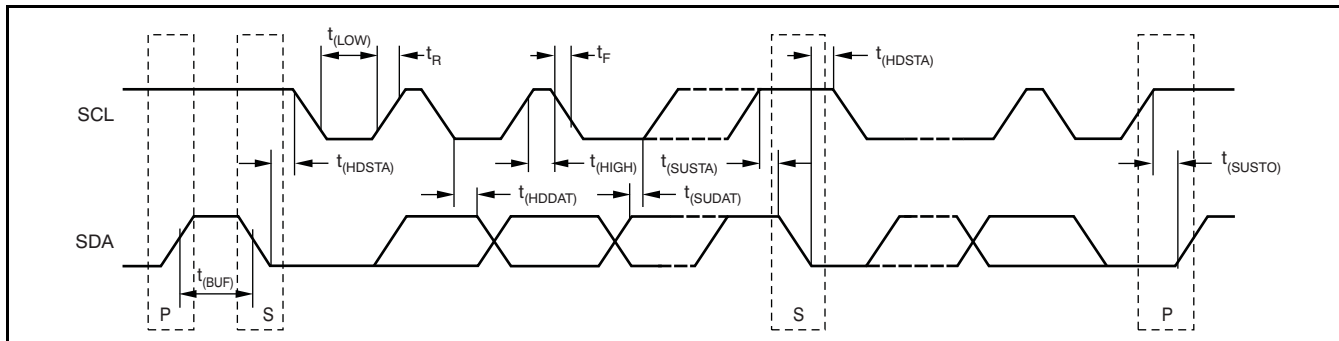 t(LOW)
tR
tF
t(HDSTA)
SCL
t(HDSTA)
t(HIGH)
t(SUSTA)
t(SUSTO)
t(HDDAT)
t(SUDAT)
SDA
t(BUF)
P
S
S
P